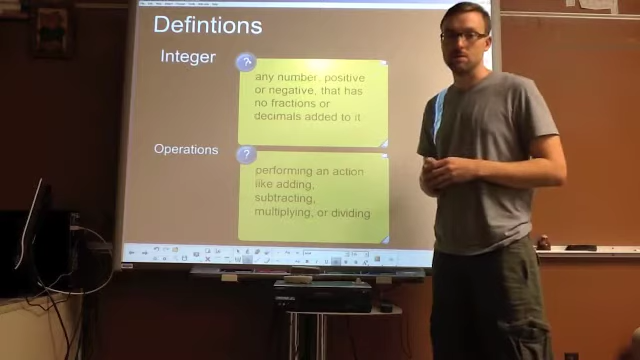 Defintions
Integer
any number, positive
or negative, that has
no fractions or
decimals added to it
Operations
performing an action
like adding,
subtracting,
multiplying, or dividing